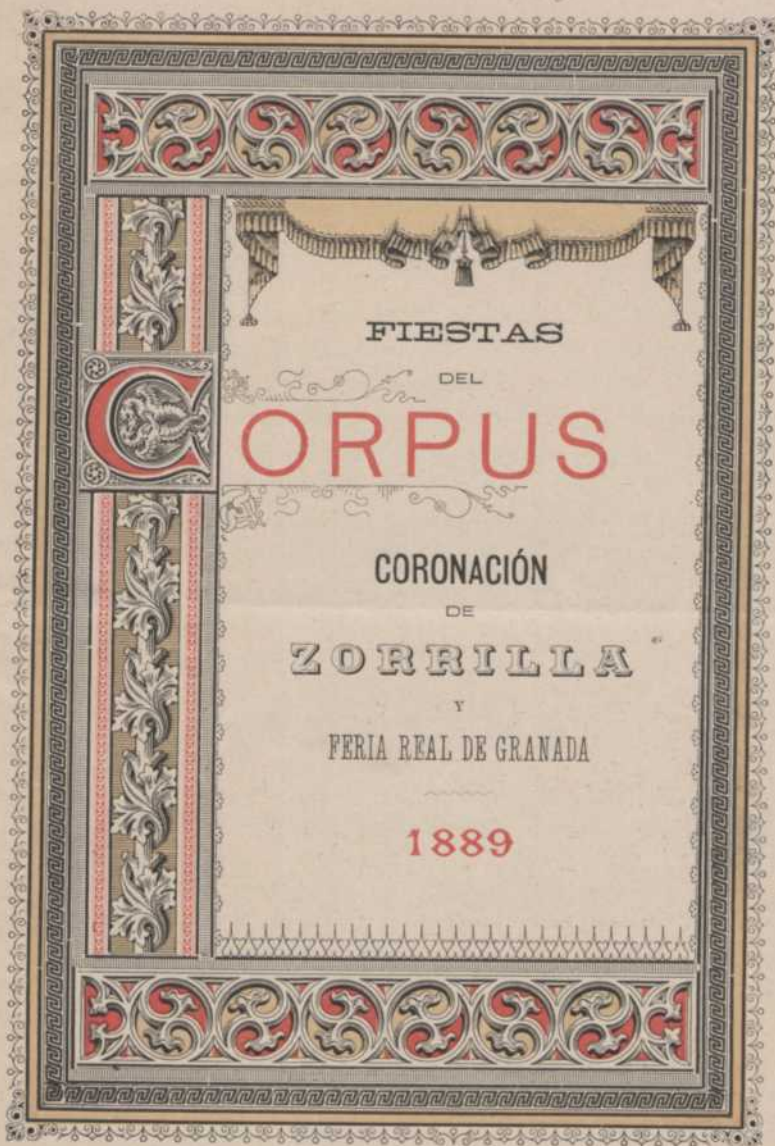 FIESTAS
DEL
CORPUS
CORONACIÓN
DE
ZORRILLA
Y
FERIA REAL DE GRANADA
1889